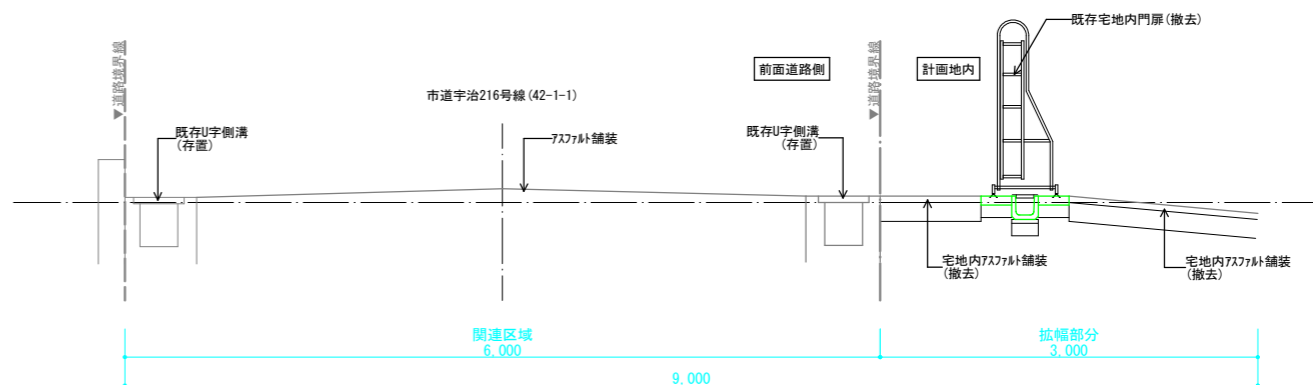 ▼道路境界線
既存U字側溝
(存置)
市道宇治216号線(42-1-1)
アスファルト舗装
前面道路側
既存U字側溝
(存置)
▼道路境界線
計画地内
既存宅地内門扉(撤去)
宅地内アスファルト舗装
(撤去)
宅地内アスファルト舗装
(撤去)
関連区域
6,000
拡幅部分
3,000
9,000